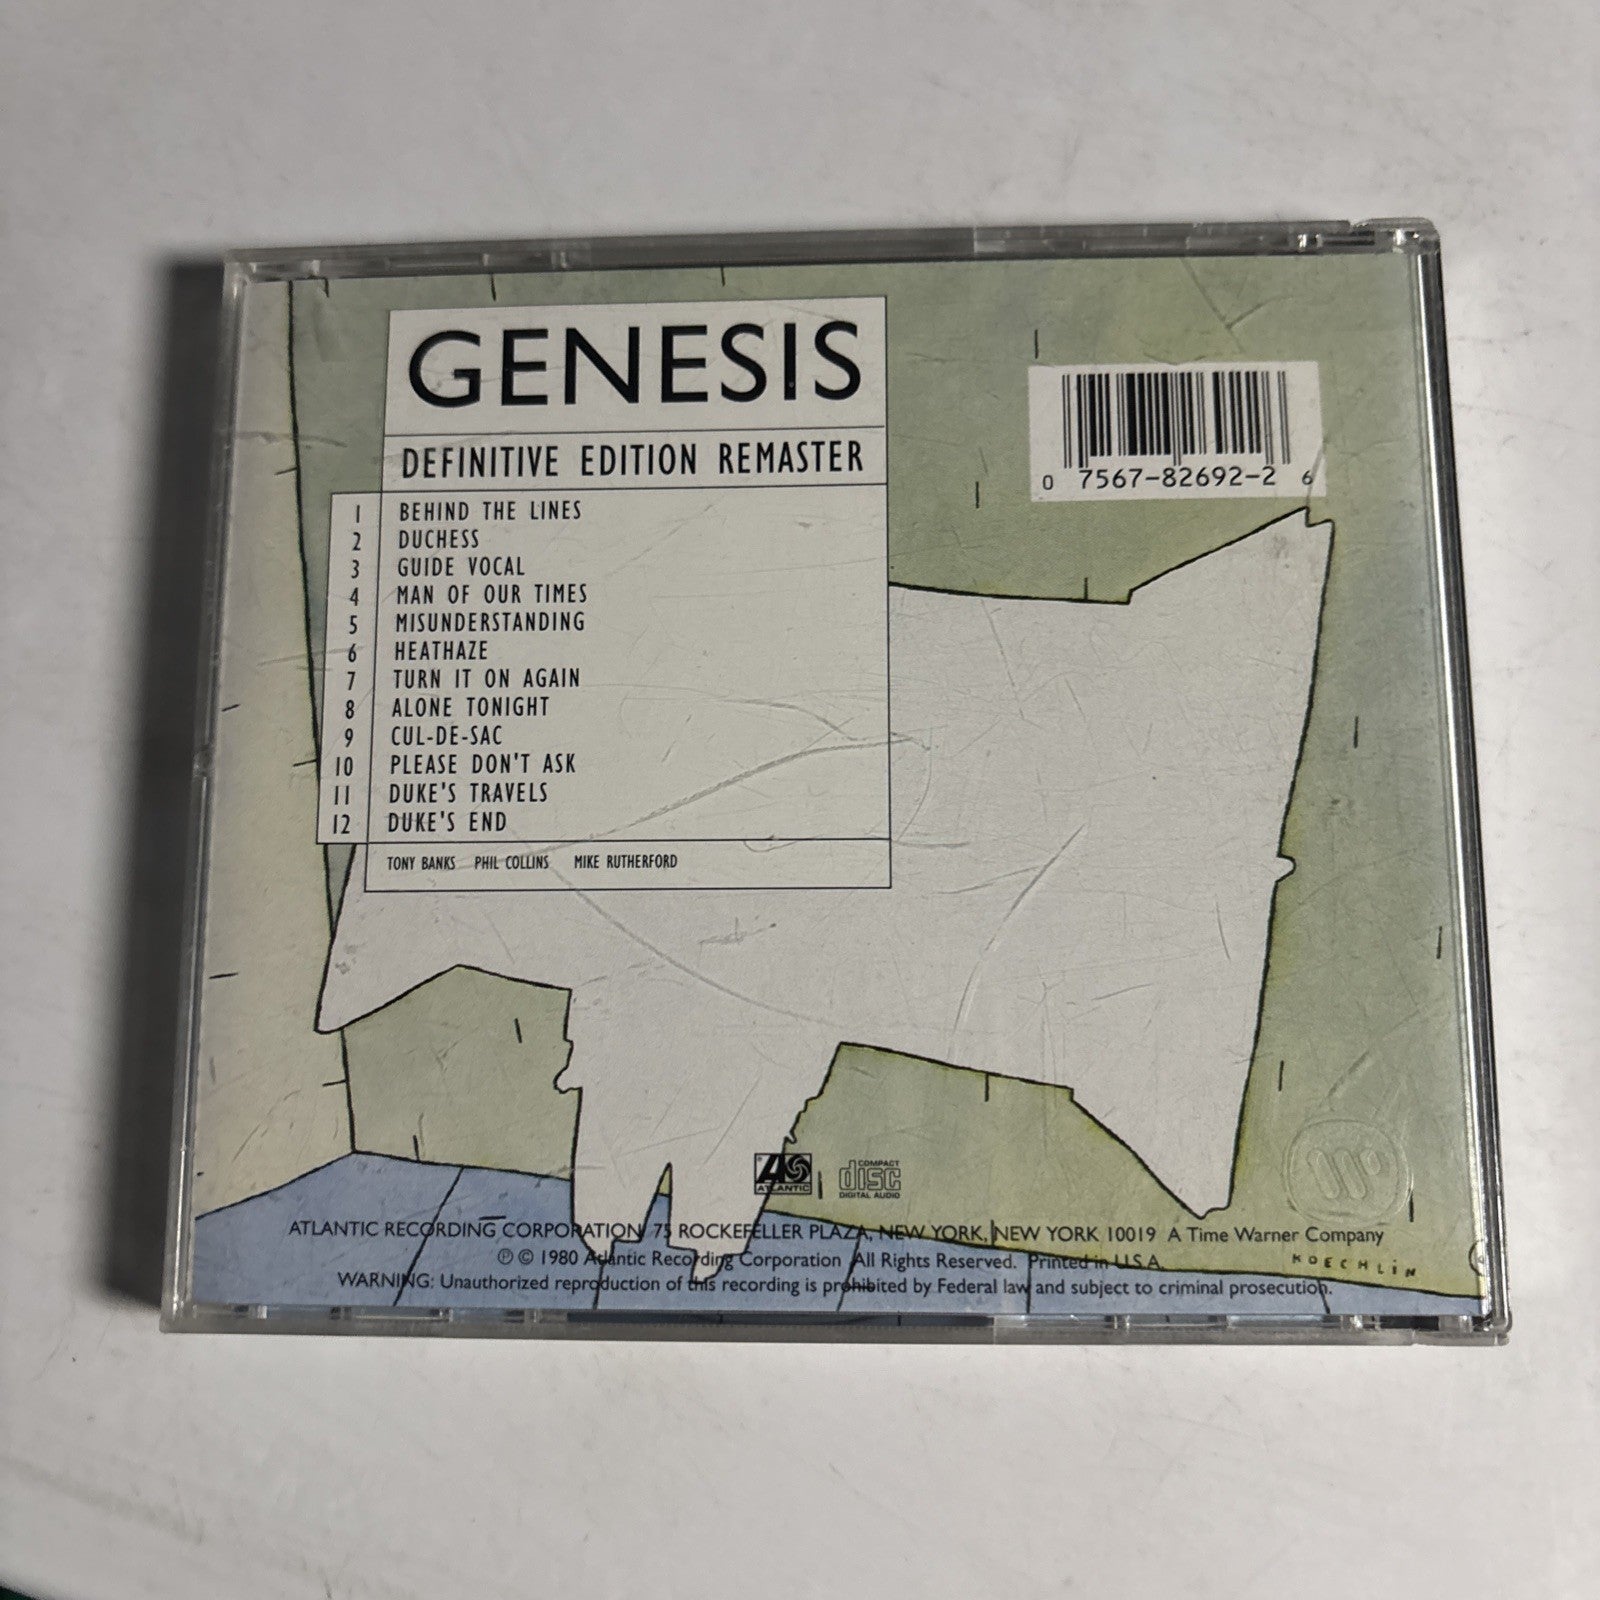 GENESIS
DEFINITIVE EDITION REMASTER
1 BEHIND THE LINES
2 DUCHESS
3 GUIDE VOCAL
4 MAN OF OUR TIMES
5 MISUNDERSTANDING
6 HEATHAZE
7 TURN IT ON AGAIN
8 ALONE TONIGHT
9 CUL-DE-SAC
10 PLEASE DON'T ASK
11 DUKE'S TRAVELS
12 DUKE'S END
TONY BANKS PHIL COLLINS MIKE RUTHERFORD
0 7567-82692-2 6
ATLANTIC
COMPACT
disc
DIGITAL AUDIO
ATLANTIC RECORDING CORPORATION, 75 ROCKEFELLER PLAZA, NEW YORK, NEW YORK 10019 A Time Warner Company
℗ © 1980 Atlantic Recording Corporation All Rights Reserved. Printed in U.S.A.
KOECHLIN
WARNING: Unauthorized reproduction of this recording is prohibited by Federal law and subject to criminal prosecution.